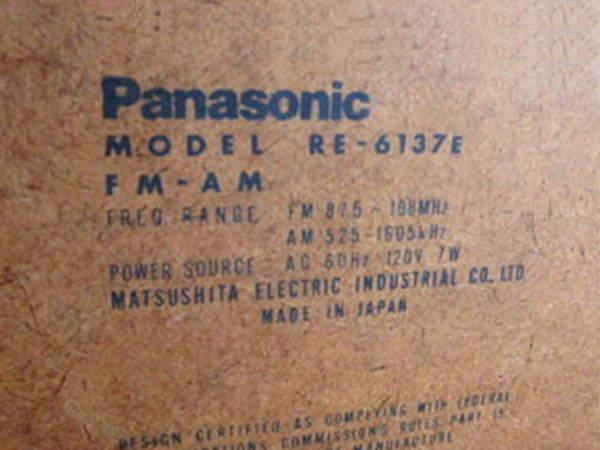 Panasonic
MODEL RE-6137E
FM-AM
FREQ. RANGE FM 87.5 ~ 108MHz
AM 525~1605kHz
POWER SOURCE AC 60Hz 120V 7W
MATSUSHITA ELECTRIC INDUSTRIAL CO., LTD
MADE IN JAPAN
DESIGN CERTIFIED AS COMPLYING WITH FEDERAL
COMMISSIONS RULES PART 15
MANUFACTURE